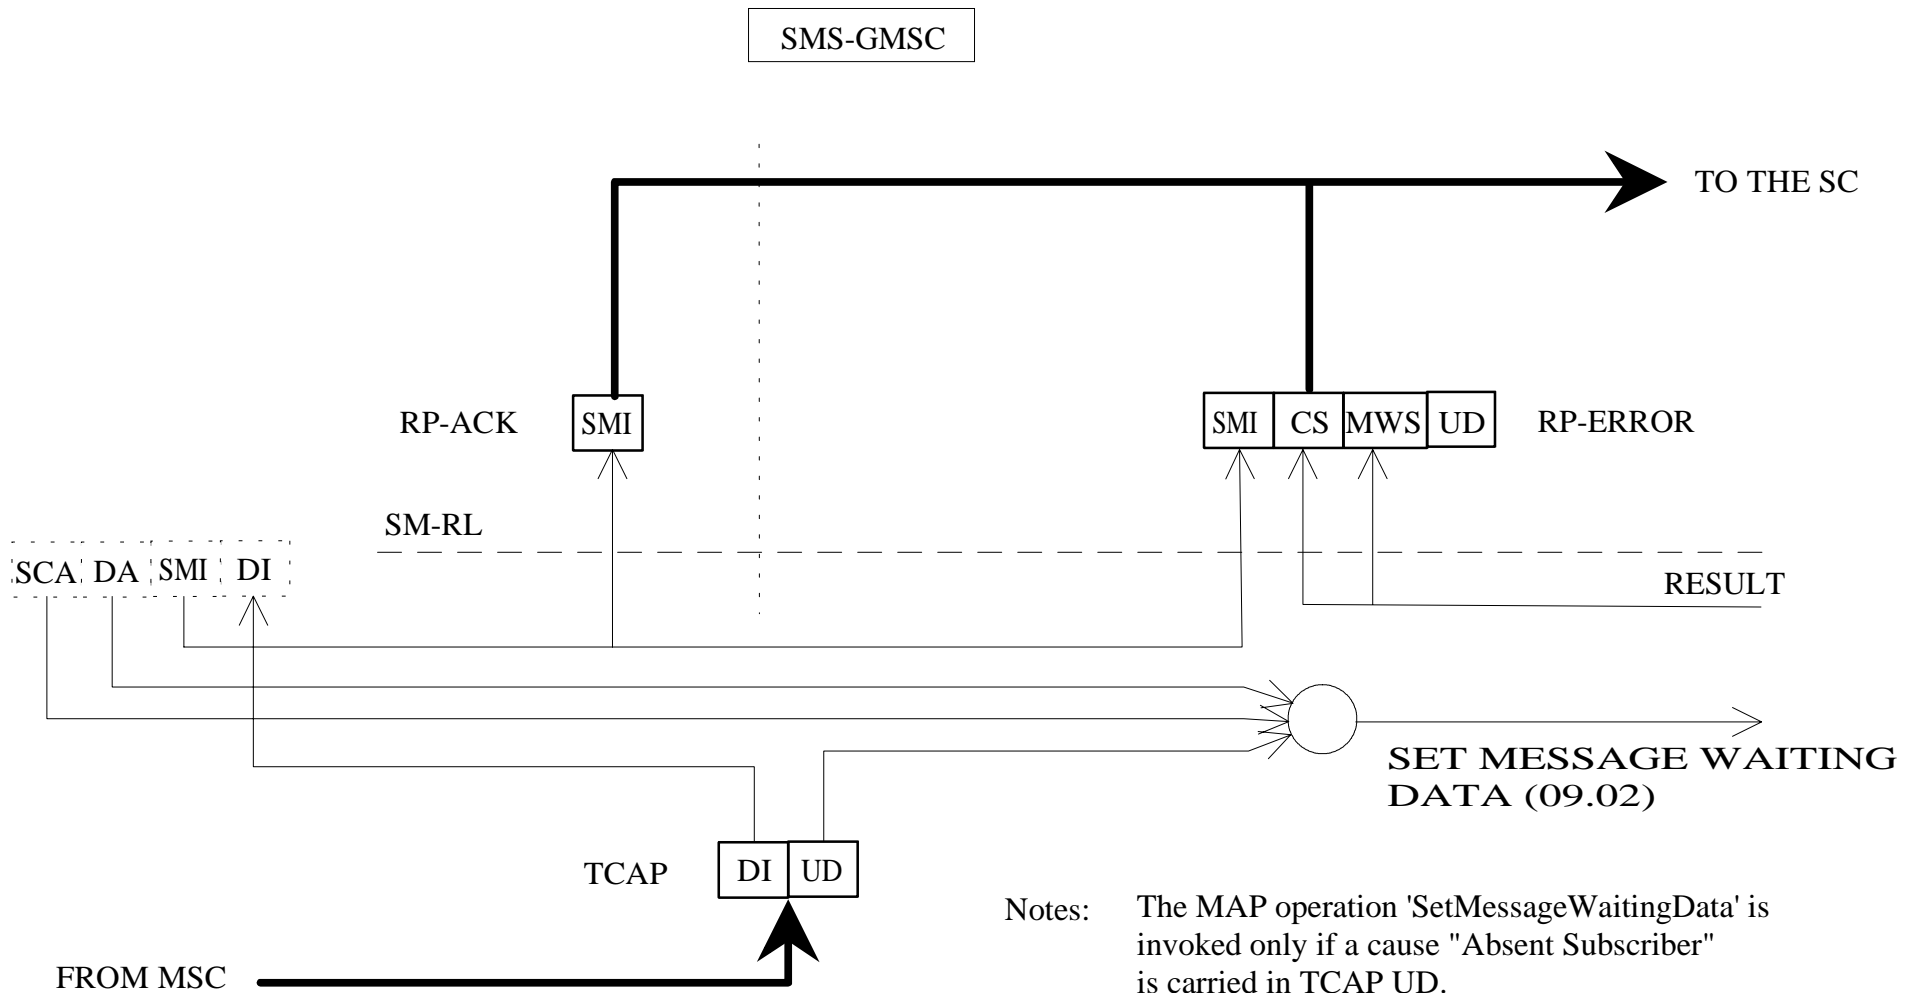 SMS-GMSC
TO THE SC
RP-ACK SMI
SMI CS MWS UD RP-ERROR
SM-RL
SCA DA SMI DI
RESULT
SET MESSAGE WAITING
DATA (09.02)
TCAP DI UD
Notes: The MAP operation 'SetMessageWaitingData' is
invoked only if a cause "Absent Subscriber"
is carried in TCAP UD.
FROM MSC